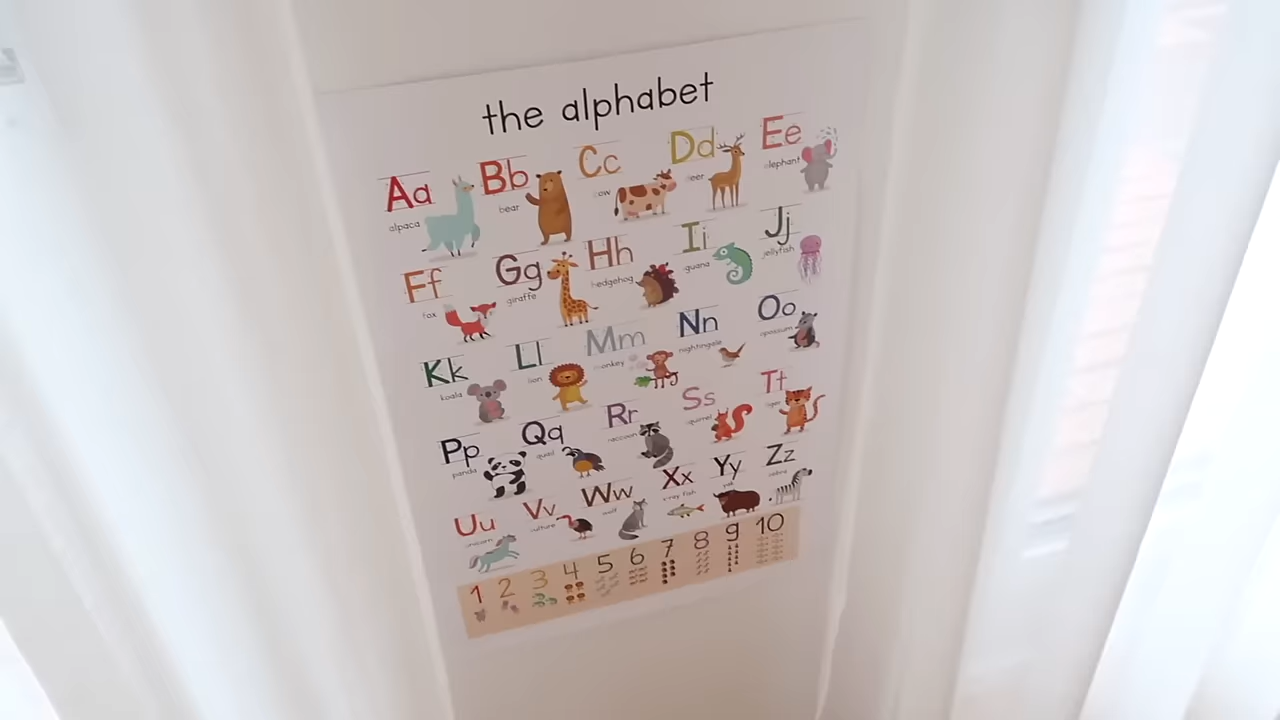 the alphabet
Aa Bb Cc Dd Ee
alpaca bear cow deer elephant
Ff Gg Hh Ii Jj
fox giraffe hedgehog iguana jellyfish
Kk Ll Mm Nn Oo
koala lion monkey nightingale opossum
Pp Qq Rr Ss Tt
panda quail raccoon squirrel tiger
Uu Vv Ww Xx Yy Zz
unicorn vulture wolf x-ray fish yak zebra
1 2 3 4 5 6 7 8 9 10